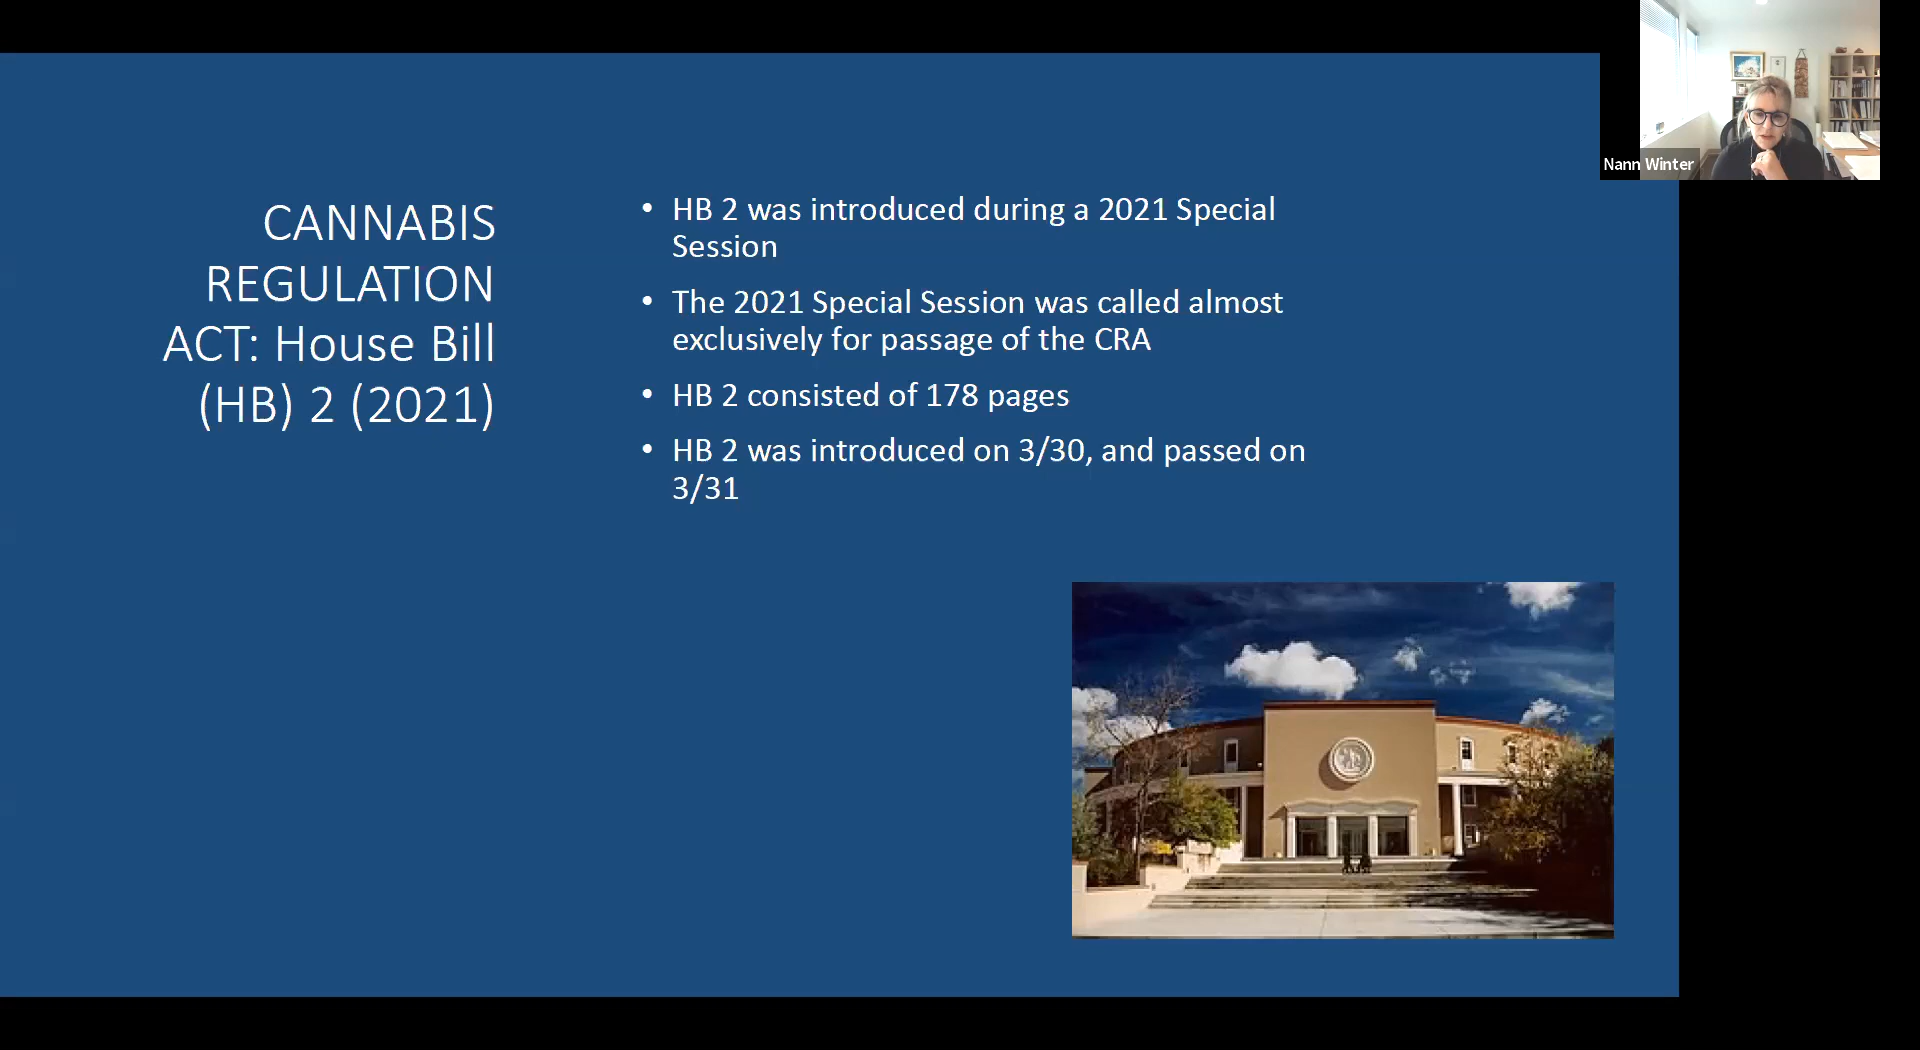 Nann Winter
CANNABIS
REGULATION
ACT: House Bill
(HB) 2 (2021)
• HB 2 was introduced during a 2021 Special
Session
• The 2021 Special Session was called almost
exclusively for passage of the CRA
• HB 2 consisted of 178 pages
• HB 2 was introduced on 3/30, and passed on
3/31